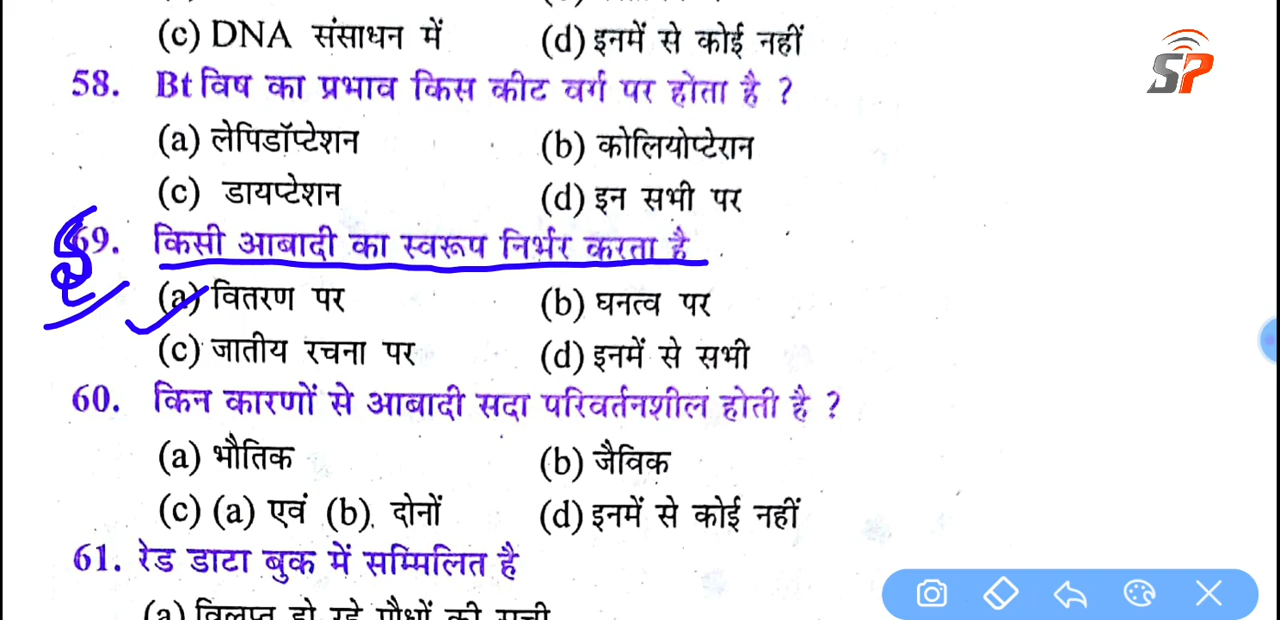 (c) DNA संसाधन में (d) इनमें से कोई नहीं
58. Bt विष का प्रभाव किस कीट वर्ग पर होता है ?
(a) लेपिडॉप्टेशन (b) कोलियोप्टेरान
(c) डायप्टेशन (d) इन सभी पर
59. किसी आबादी का स्वरूप निर्भर करता है
(a) वितरण पर (b) घनत्व पर
(c) जातीय रचना पर (d) इनमें से सभी
60. किन कारणों से आबादी सदा परिवर्तनशील होती है ?
(a) भौतिक (b) जैविक
(c) (a) एवं (b). दोनों (d) इनमें से कोई नहीं
61. रेड डाटा बुक में सम्मिलित है
(a) विलुप्त हो रहे पौधों की सूची
SP